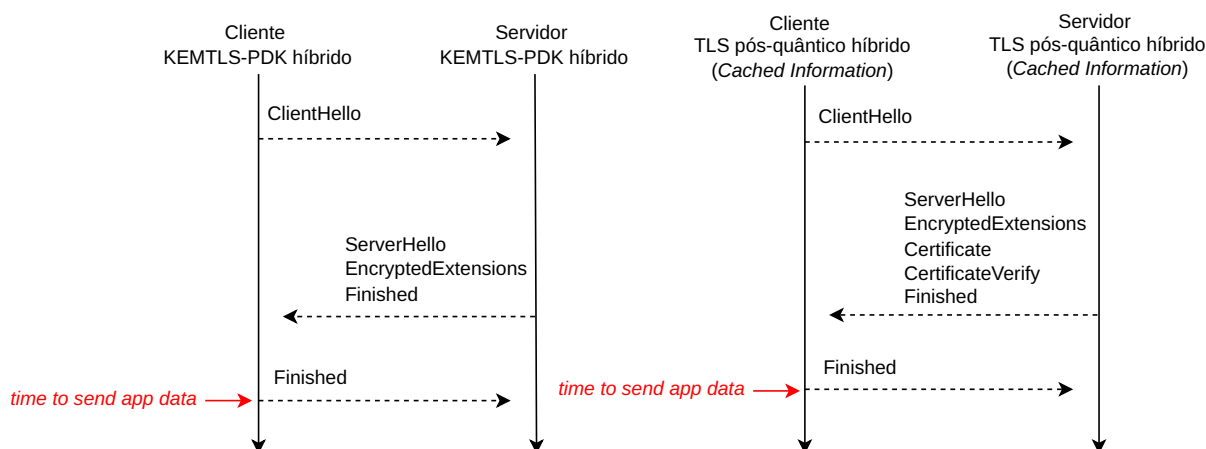 Cliente
KEMTLS-PDK híbrido
Servidor
KEMTLS-PDK híbrido
ClientHello
ServerHello
EncryptedExtensions
Finished
Finished
time to send app data
Cliente
TLS pós-quântico híbrido
(Cached Information)
Servidor
TLS pós-quântico híbrido
(Cached Information)
ClientHello
ServerHello
EncryptedExtensions
Certificate
CertificateVerify
Finished
Finished
time to send app data